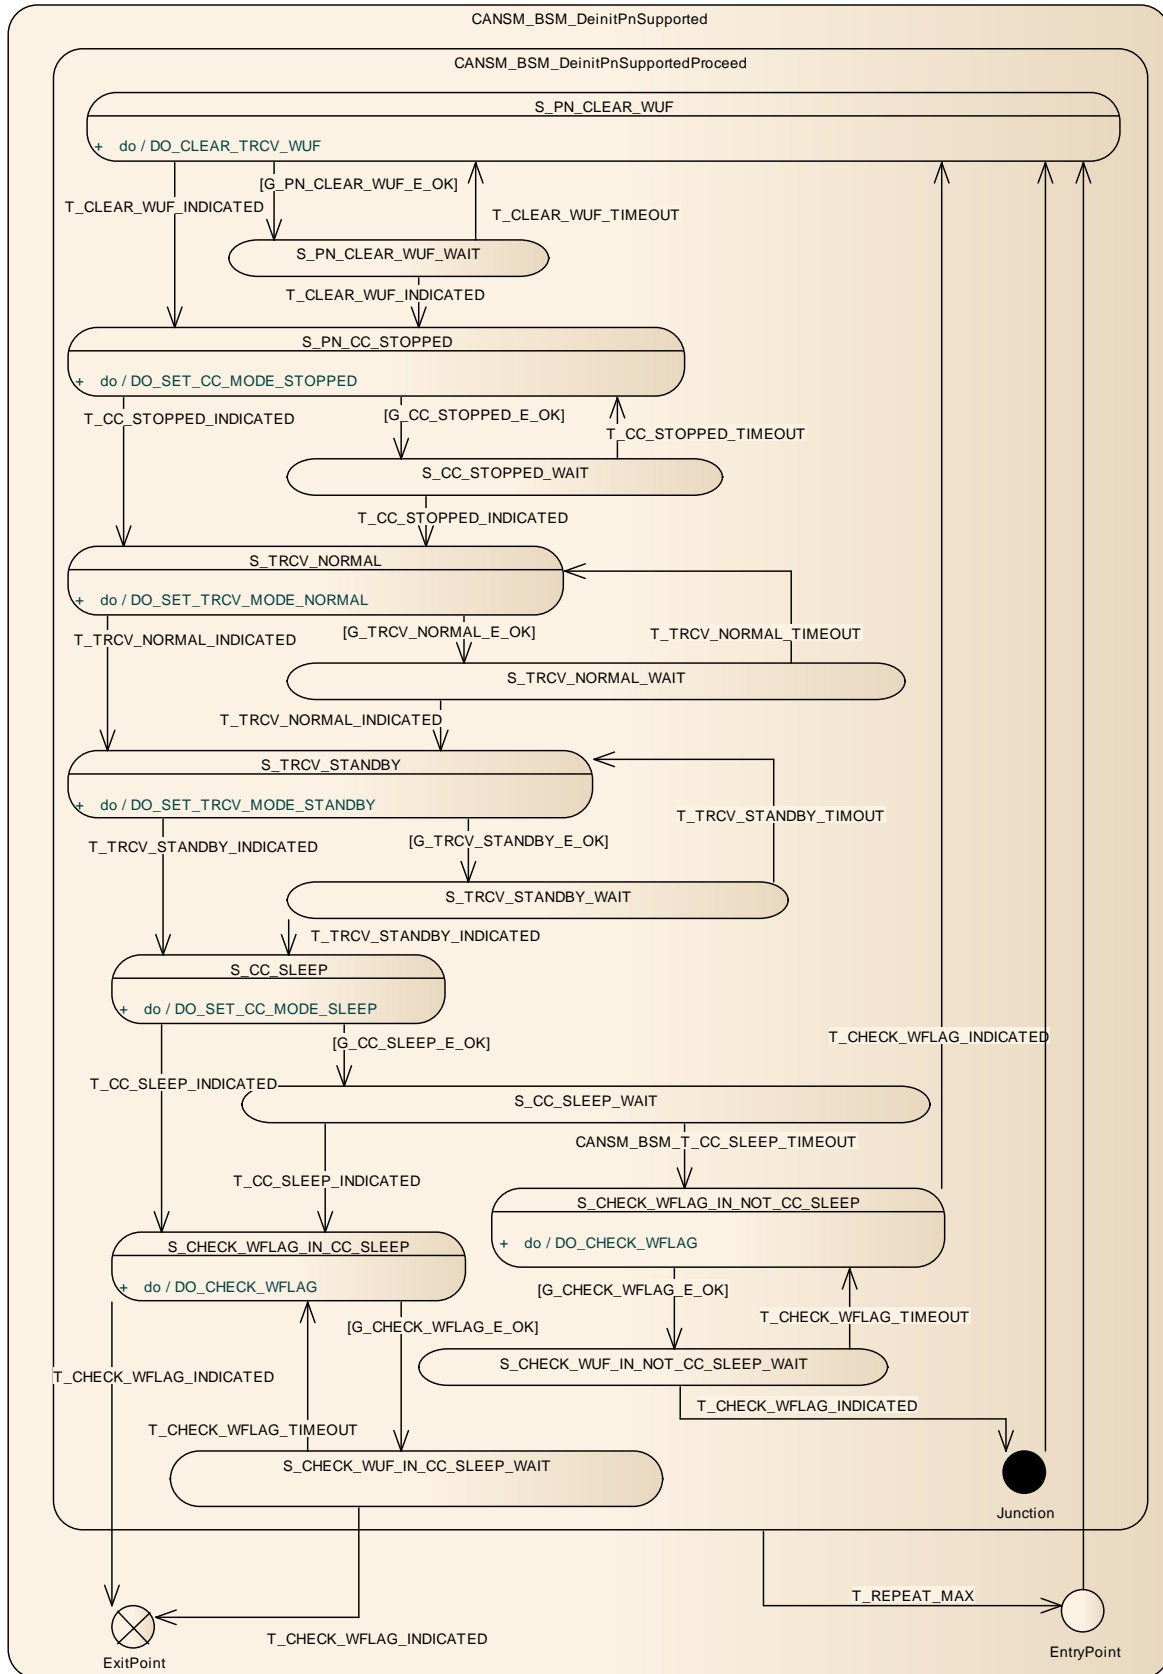 CANSM_BSM_DeinitPnSupported
CANSM_BSM_DeinitPnSupportedProceed
S_PN_CLEAR_WUF
+ do / DO_CLEAR_TRCV_WUF
[G_PN_CLEAR_WUF_E_OK]
T_CLEAR_WUF_INDICATED
T_CLEAR_WUF_TIMEOUT
S_PN_CLEAR_WUF_WAIT
T_CLEAR_WUF_INDICATED
S_PN_CC_STOPPED
+ do / DO_SET_CC_MODE_STOPPED
T_CC_STOPPED_INDICATED
[G_CC_STOPPED_E_OK]
T_CC_STOPPED_TIMEOUT
S_CC_STOPPED_WAIT
T_CC_STOPPED_INDICATED
S_TRCV_NORMAL
+ do / DO_SET_TRCV_MODE_NORMAL
T_TRCV_NORMAL_INDICATED
[G_TRCV_NORMAL_E_OK]
T_TRCV_NORMAL_TIMEOUT
S_TRCV_NORMAL_WAIT
T_TRCV_NORMAL_INDICATED
S_TRCV_STANDBY
+ do / DO_SET_TRCV_MODE_STANDBY
T_TRCV_STANDBY_TIMOUT
T_TRCV_STANDBY_INDICATED
[G_TRCV_STANDBY_E_OK]
S_TRCV_STANDBY_WAIT
T_TRCV_STANDBY_INDICATED
S_CC_SLEEP
+ do / DO_SET_CC_MODE_SLEEP
[G_CC_SLEEP_E_OK]
T_CHECK_WFLAG_INDICATED
T_CC_SLEEP_INDICATED
S_CC_SLEEP_WAIT
CANSM_BSM_T_CC_SLEEP_TIMEOUT
T_CC_SLEEP_INDICATED
S_CHECK_WFLAG_IN_NOT_CC_SLEEP
+ do / DO_CHECK_WFLAG
S_CHECK_WFLAG_IN_CC_SLEEP
+ do / DO_CHECK_WFLAG
[G_CHECK_WFLAG_E_OK]
T_CHECK_WFLAG_TIMEOUT
[G_CHECK_WFLAG_E_OK]
S_CHECK_WUF_IN_NOT_CC_SLEEP_WAIT
T_CHECK_WFLAG_INDICATED
T_CHECK_WFLAG_INDICATED
T_CHECK_WFLAG_TIMEOUT
S_CHECK_WUF_IN_CC_SLEEP_WAIT
Junction
T_REPEAT_MAX
T_CHECK_WFLAG_INDICATED
EntryPoint
ExitPoint